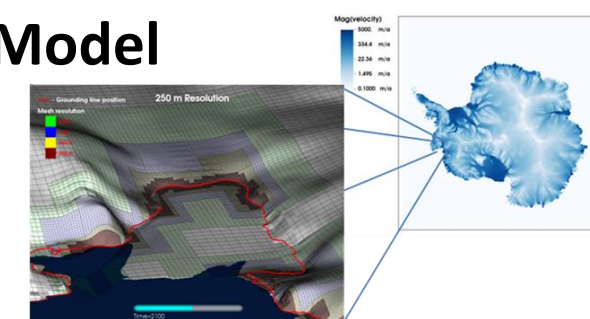 Model
Mag(velocity)
5000. m/a
334.4 m/a
22.36 m/a
1.495 m/a
0.1000 m/a
- Grounding line position
250 m Resolution
Mesh resolution
Time=2100